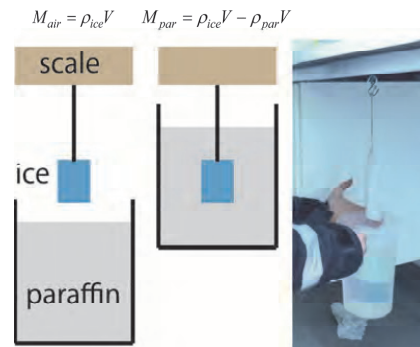 M_air = ρ_ice V    M_par = ρ_ice V − ρ_par V
scale
ice
paraffin